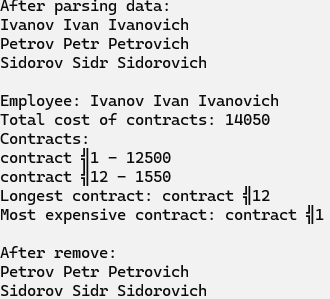 After parsing data:
Ivanov Ivan Ivanovich
Petrov Petr Petrovich
Sidorov Sidr Sidorovich
Employee: Ivanov Ivan Ivanovich
Total cost of contracts: 14050
Contracts:
contract ╣1 - 12500
contract ╣12 - 1550
Longest contract: contract ╣12
Most expensive contract: contract ╣1
After remove:
Petrov Petr Petrovich
Sidorov Sidr Sidorovich